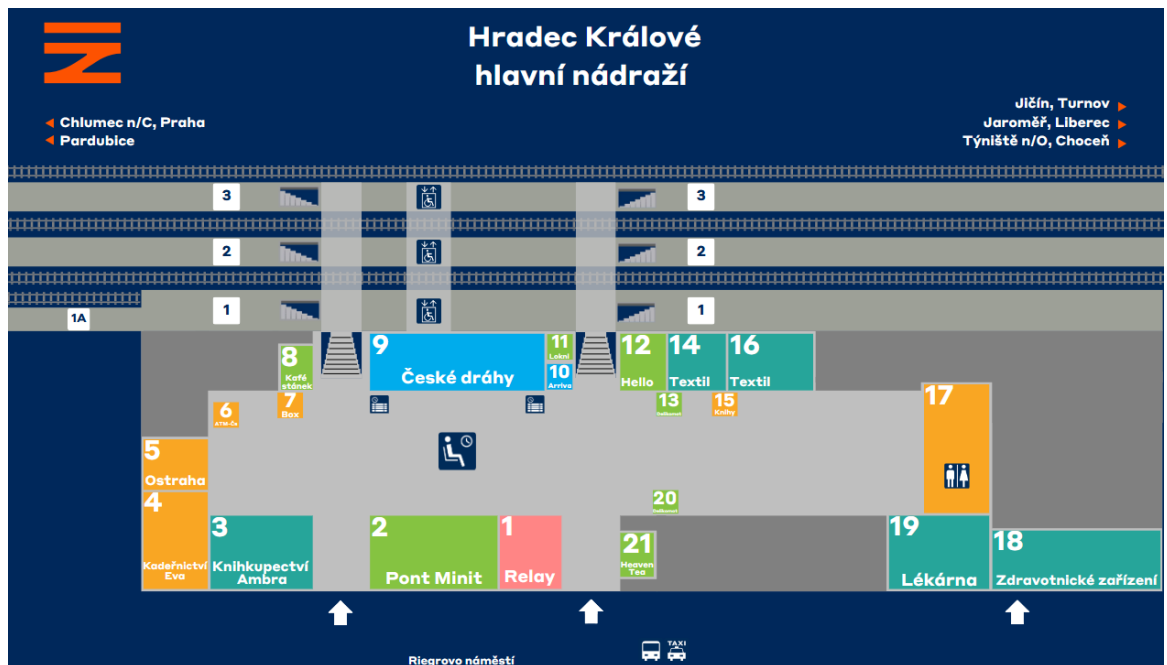 Hradec Králové
hlavní nádraží
Chlumec n/C, Praha
Pardubice
Jičín, Turnov
Jaroměř, Liberec
Týniště n/O, Choceň
3
3
2
2
1A
1
1
8
Kafé
stánek
9
České dráhy
11
Lokni
10
Arriva
12
Hello
14
Textil
16
Textil
6
ATM-Čs
7
Box
13
15
Knihy
17
5
Ostraha
4
Kadeřnictví
Eva
3
Knihkupectví
Ambra
2
Pont Minit
1
Relay
20
21
Heaven
Tea
19
Lékárna
18
Zdravotnické zařízení
TAXI
Riegrovo náměstí